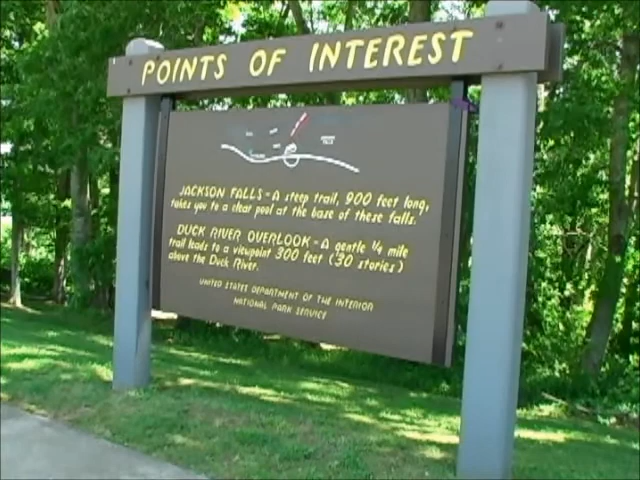 POINTS OF INTEREST
JACKSON FALLS - A steep trail, 900 feet long,
takes you to a clear pool at the base of these falls.
DUCK RIVER OVERLOOK - A gentle 1/4 mile
trail leads to a viewpoint 300 feet (30 stories)
above the Duck River.
UNITED STATES DEPARTMENT OF THE INTERIOR
NATIONAL PARK SERVICE